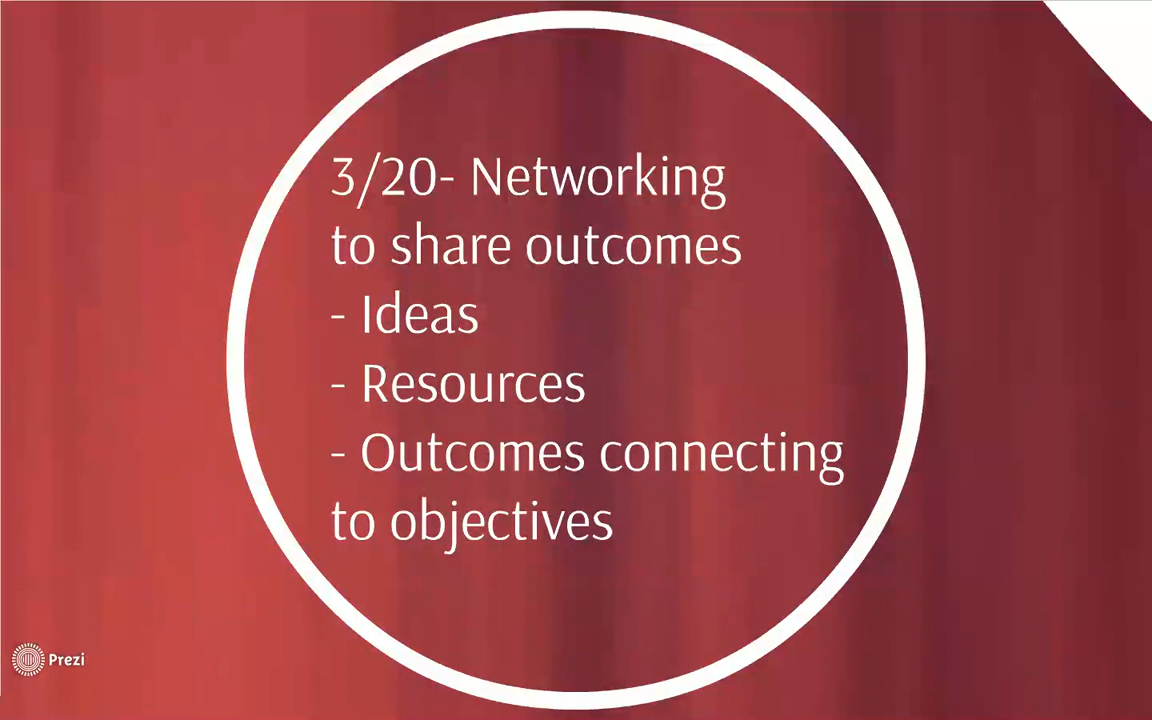 3/20- Networking
to share outcomes
- Ideas
- Resources
- Outcomes connecting
to objectives
Prezi